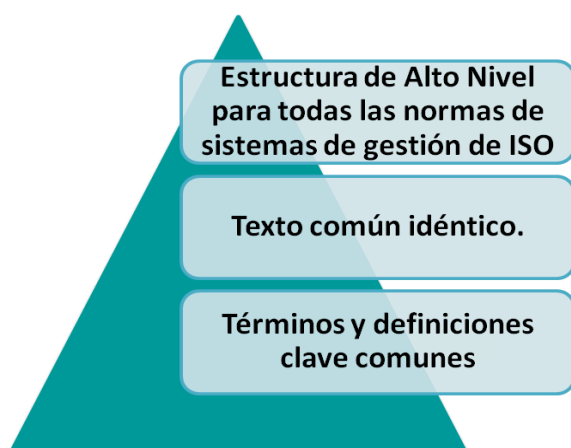 Estructura de Alto Nivel
para todas las normas de
sistemas de gestión de ISO
Texto común idéntico.
Términos y definiciones
clave comunes